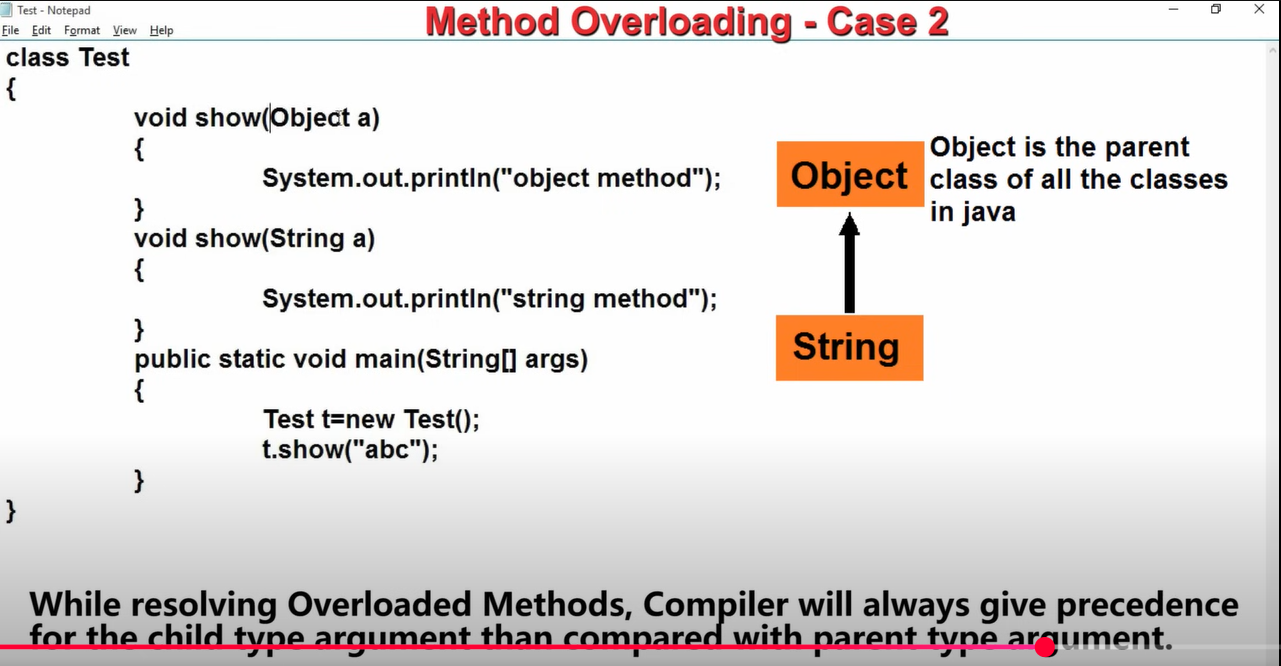 Test - Notepad
Method Overloading - Case 2
File Edit Format View Help
class Test
{
void show(Object a)
{
System.out.println("object method");
}
void show(String a)
{
System.out.println("string method");
}
public static void main(String[] args)
{
Test t=new Test();
t.show("abc");
}
}
Object
Object is the parent
class of all the classes
in java
String
While resolving Overloaded Methods, Compiler will always give precedence
for the child type argument than compared with parent type argument.